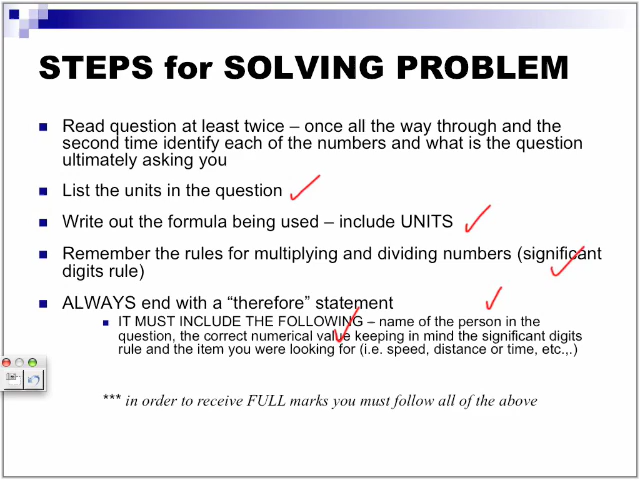 STEPS for SOLVING PROBLEM
Read question at least twice – once all the way through and the
second time identify each of the numbers and what is the question
ultimately asking you
List the units in the question
Write out the formula being used – include UNITS
Remember the rules for multiplying and dividing numbers (significant
digits rule)
ALWAYS end with a “therefore” statement
IT MUST INCLUDE THE FOLLOWING – name of the person in the
question, the correct numerical value keeping in mind the significant digits
rule and the item you were looking for (i.e. speed, distance or time, etc.,.)
*** in order to receive FULL marks you must follow all of the above